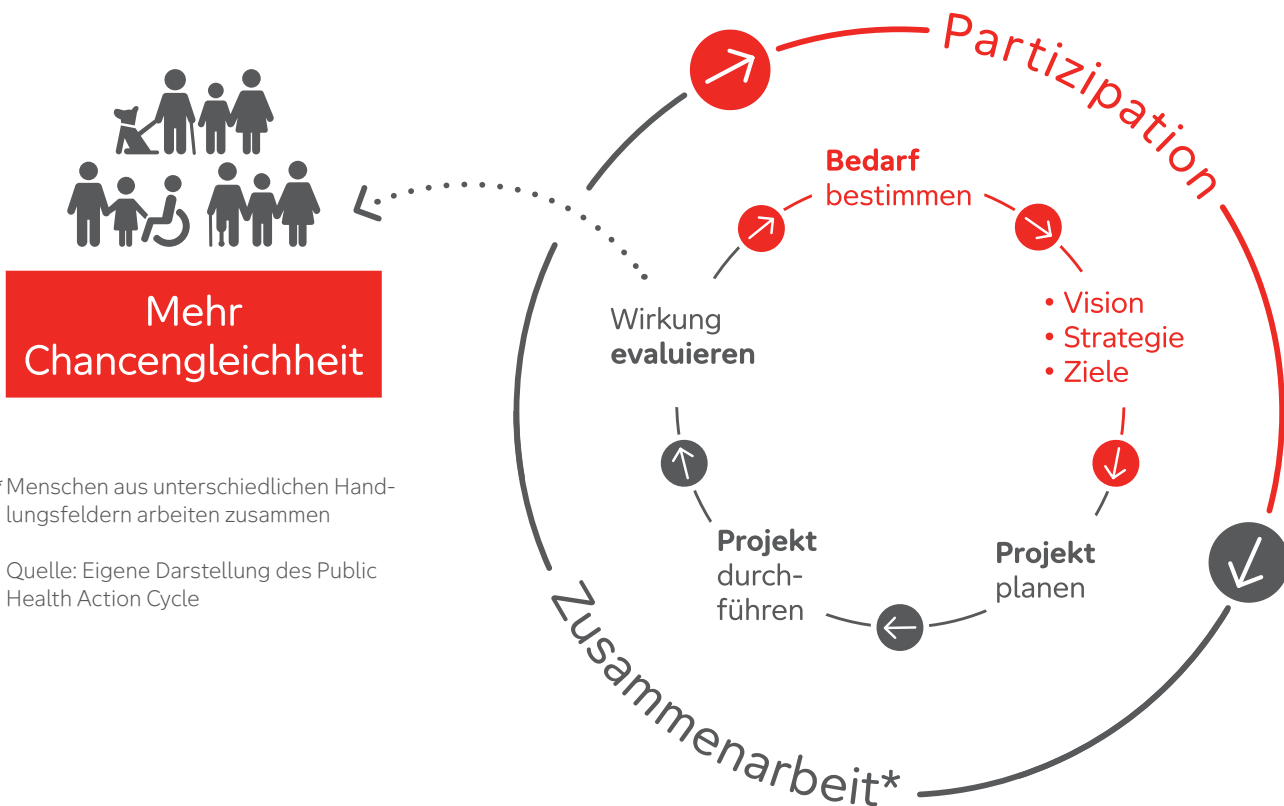 Partizipation
Bedarf
bestimmen
• Vision
• Strategie
• Ziele
Projekt
planen
Projekt
durch-
führen
Wirkung
evaluieren
Zusammenarbeit*
Mehr
Chancengleichheit
* Menschen aus unterschiedlichen Hand-
lungsfeldern arbeiten zusammen
Quelle: Eigene Darstellung des Public
Health Action Cycle